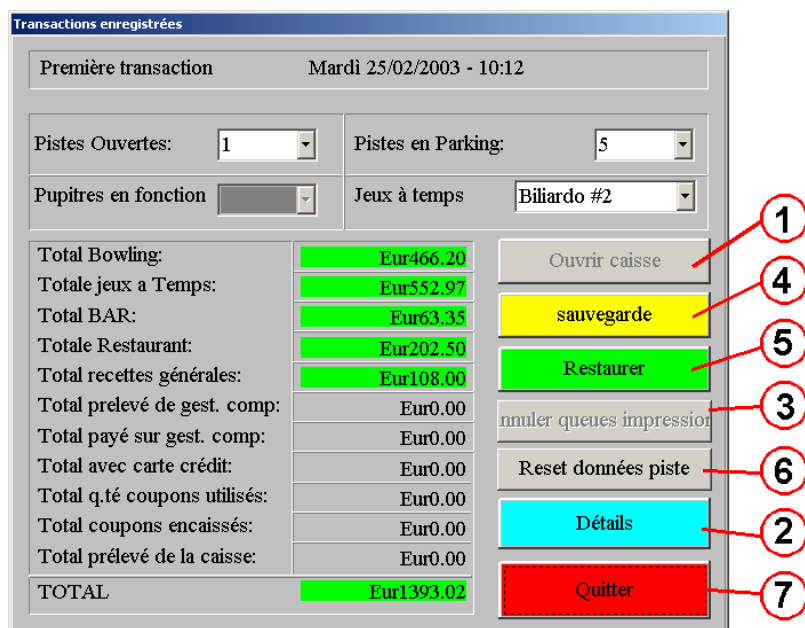 Transactions enregistrées
Première transaction Mardì 25/02/2003 - 10:12
Pistes Ouvertes: 1 Pistes en Parking: 5
Pupitres en fonction Jeux à temps Biliardo #2
Total Bowling: Eur466.20
Totale jeux a Temps: Eur552.97
Total BAR: Eur63.35
Totale Restaurant: Eur202.50
Total recettes générales: Eur108.00
Total prelevé de gest. comp: Eur0.00
Total payé sur gest. comp: Eur0.00
Total avec carte crédit: Eur0.00
Total q.té coupons utilisés: Eur0.00
Total coupons encaissés: Eur0.00
Total prélevé de la caisse: Eur0.00
TOTAL Eur1393.02
Ouvrir caisse 1
sauvegarde 4
Restaurer 5
nnuler queues impression 3
Reset données piste 6
Détails 2
Quitter 7